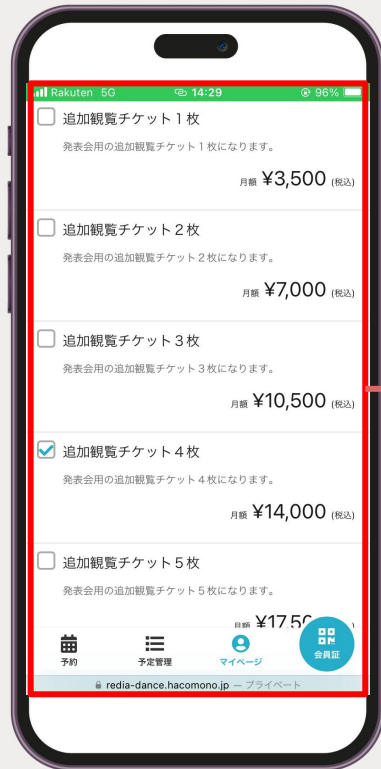 Rakuten 5G 14:29 96%
追加観覧チケット1枚
発表会用の追加観覧チケット1枚になります。
月額 ¥3,500 (税込)
追加観覧チケット2枚
発表会用の追加観覧チケット2枚になります。
月額 ¥7,000 (税込)
追加観覧チケット3枚
発表会用の追加観覧チケット3枚になります。
月額 ¥10,500 (税込)
追加観覧チケット4枚
発表会用の追加観覧チケット4枚になります。
月額 ¥14,000 (税込)
追加観覧チケット5枚
発表会用の追加観覧チケット5枚になります。
月額 ¥17,50
予約 予定管理 マイページ 会員証
redia-dance.hacomono.jp — プライベート